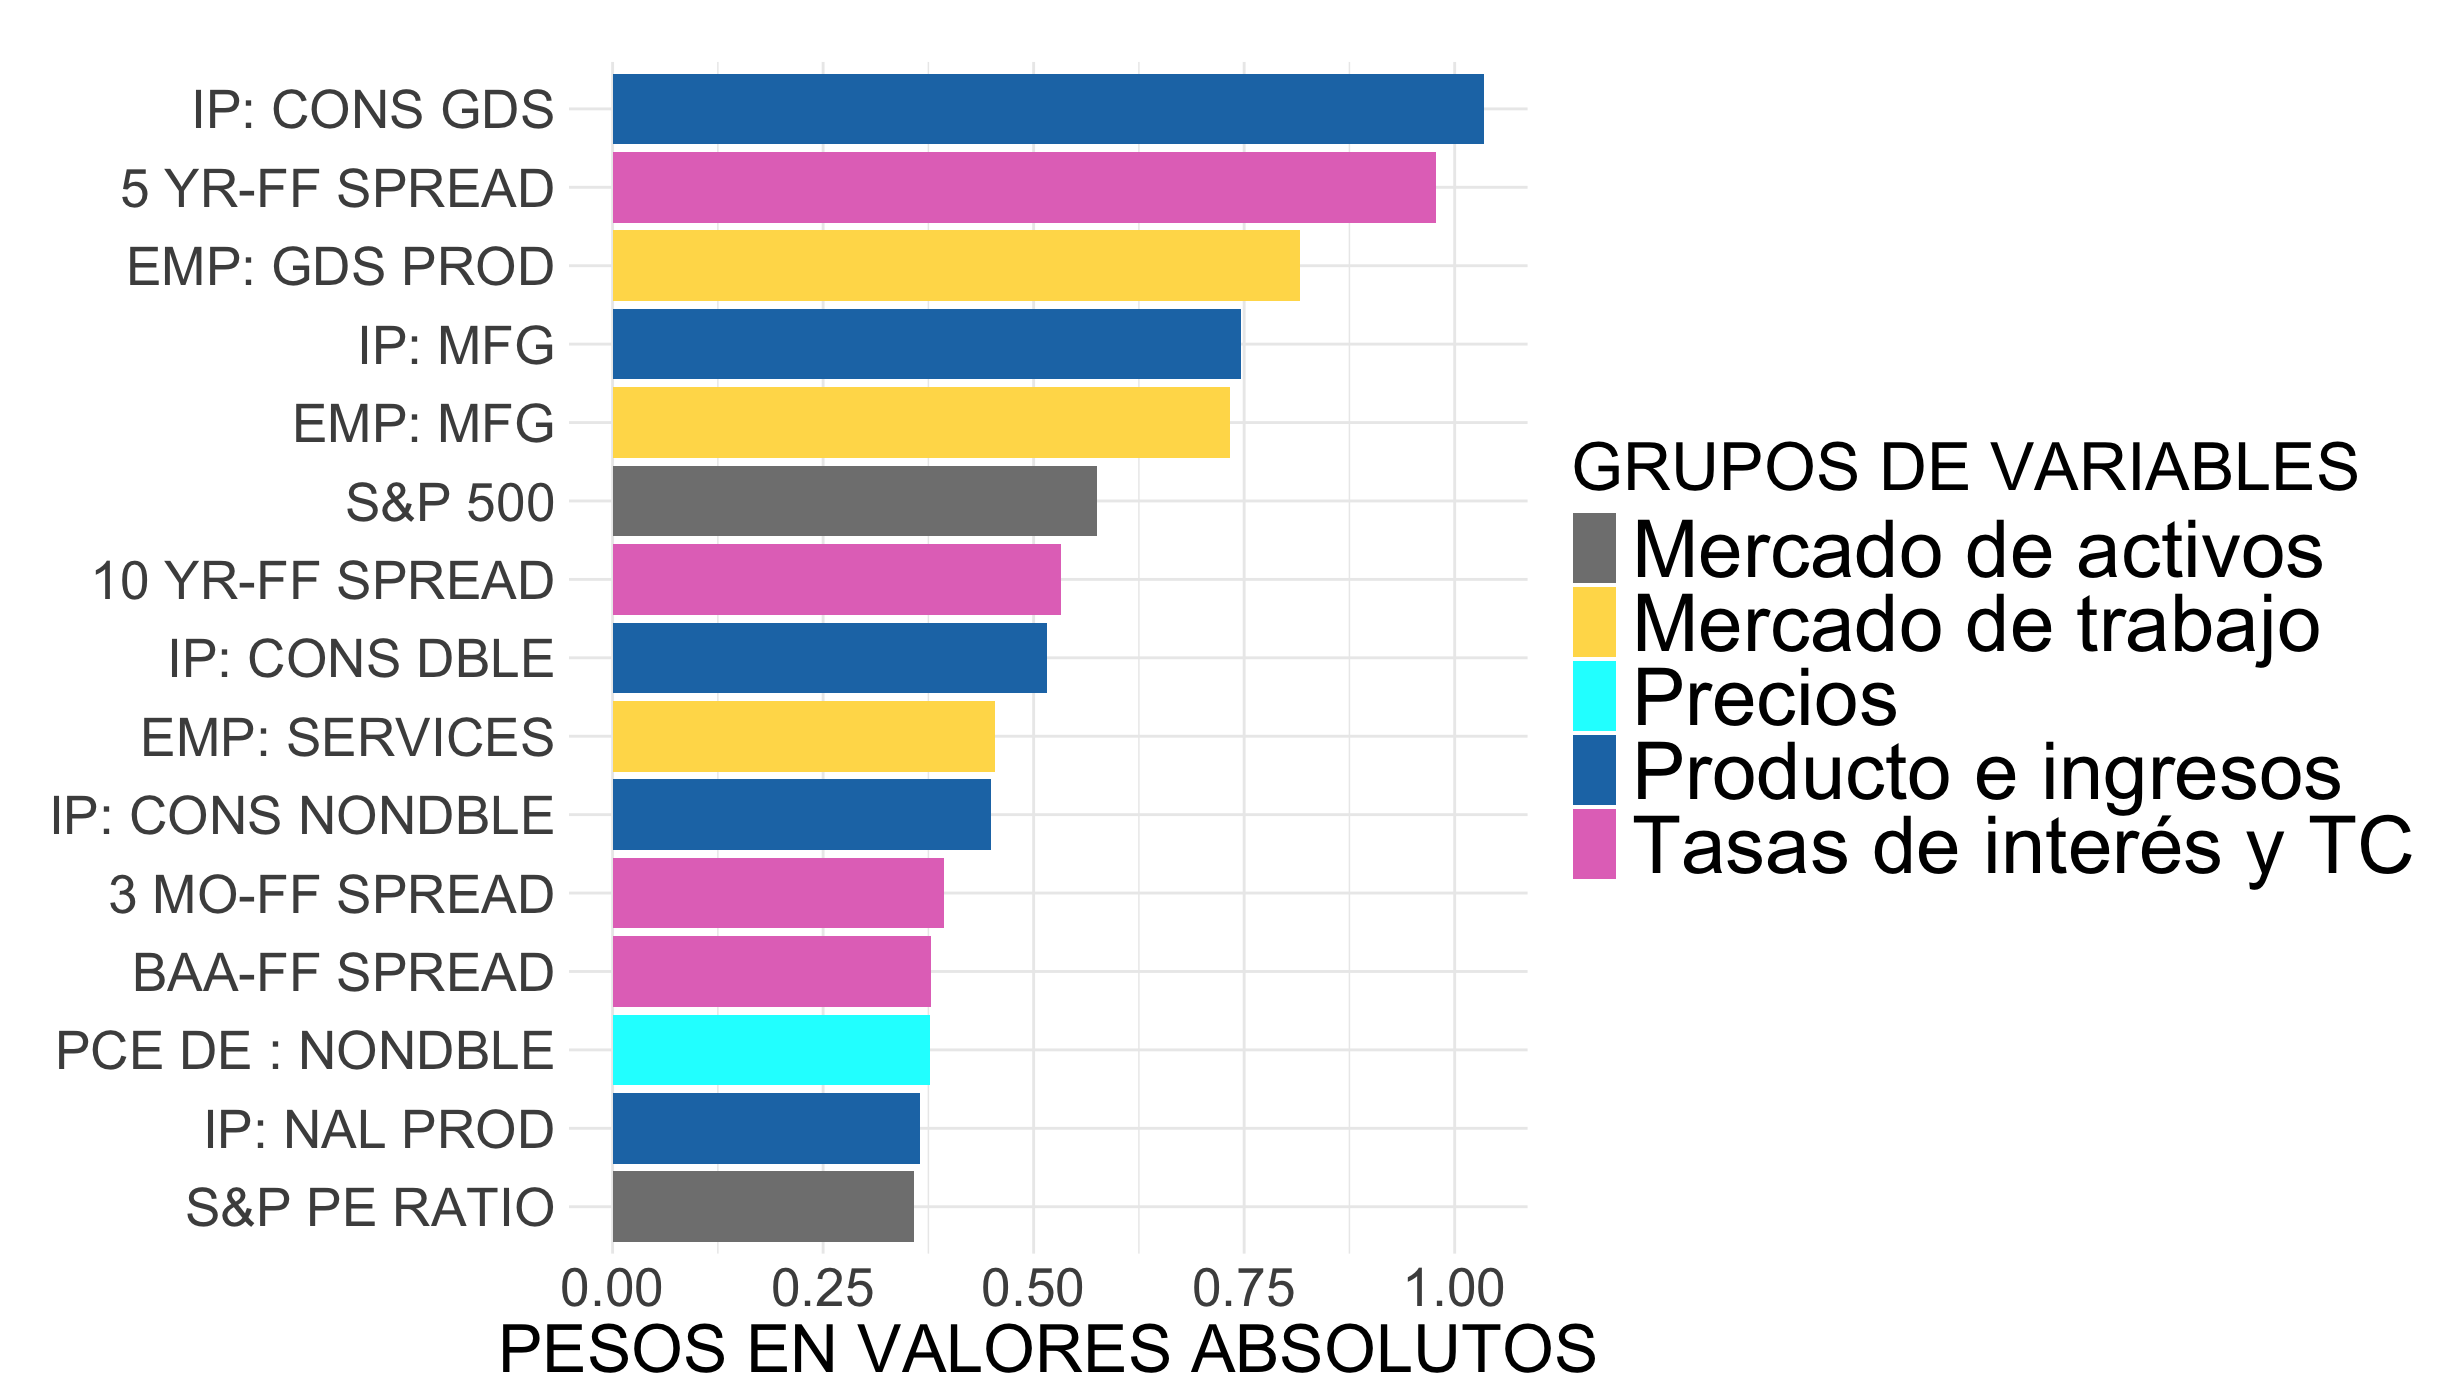 IP: CONS GDS
5 YR-FF SPREAD
EMP: GDS PROD
IP: MFG
EMP: MFG
S&P 500
10 YR-FF SPREAD
IP: CONS DBLE
EMP: SERVICES
IP: CONS NONDBLE
3 MO-FF SPREAD
BAA-FF SPREAD
PCE DE : NONDBLE
IP: NAL PROD
S&P PE RATIO
0.00 0.25 0.50 0.75 1.00
PESOS EN VALORES ABSOLUTOS
GRUPOS DE VARIABLES
Mercado de activos
Mercado de trabajo
Precios
Producto e ingresos
Tasas de interés y TC